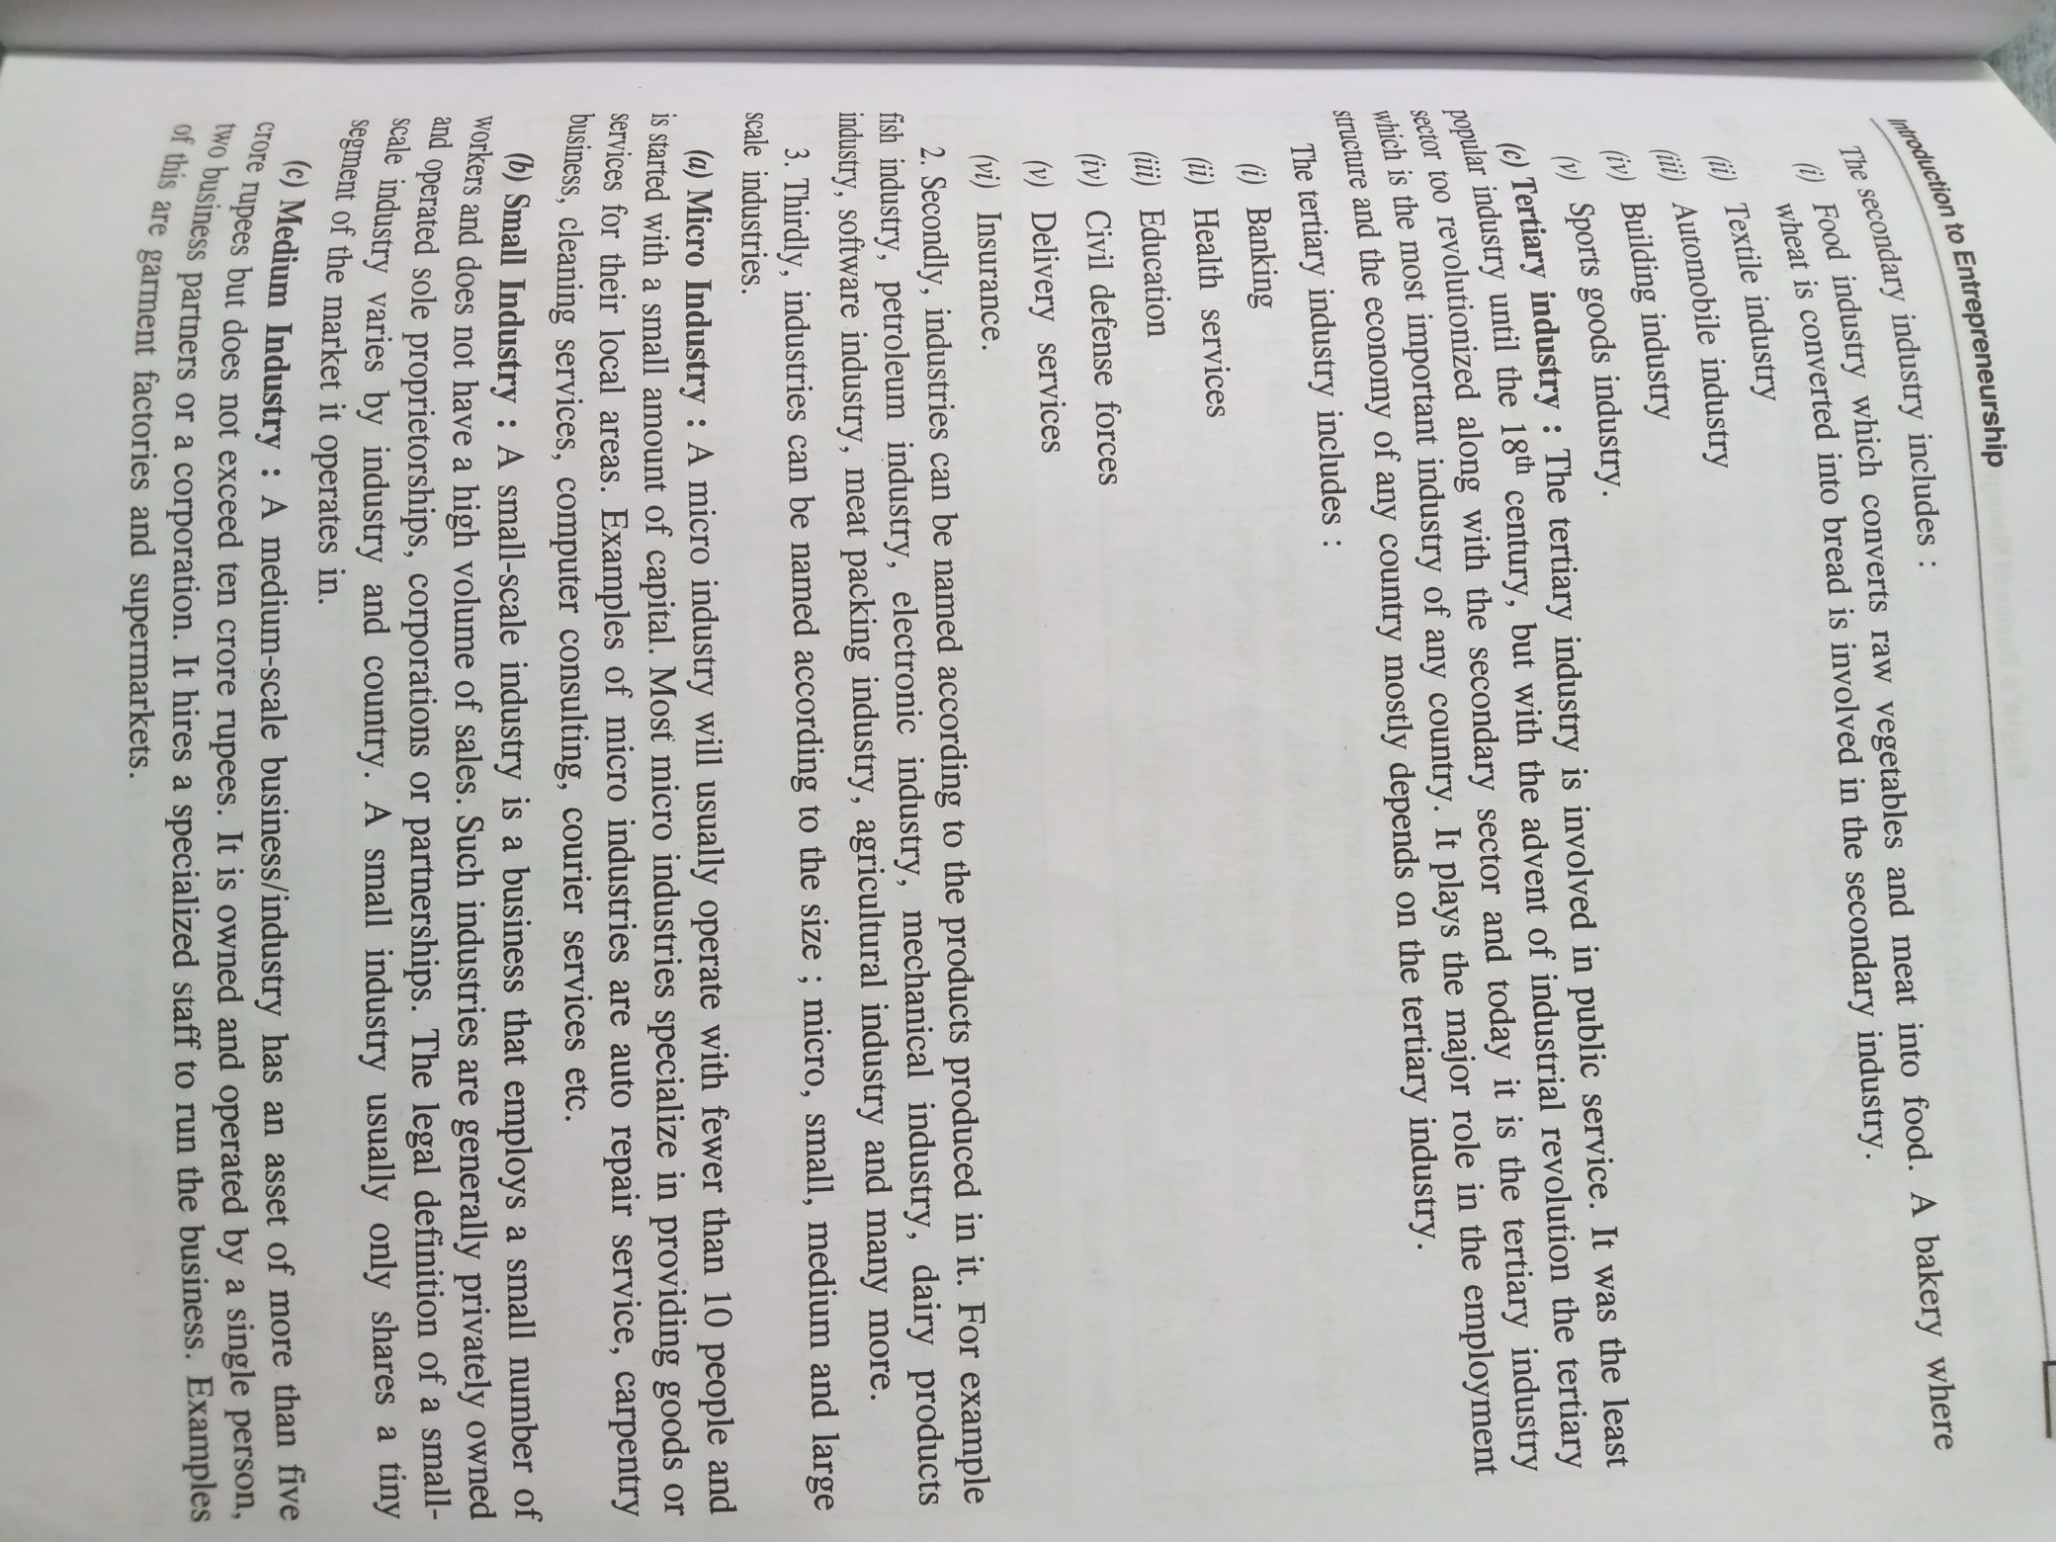 Introduction to Entrepreneurship
The secondary industry includes :
(i) Food industry which converts raw vegetables and meat into food. A bakery where
wheat is converted into bread is involved in the secondary industry.
(ii) Textile industry
(iii) Automobile industry
(iv) Building industry
(v) Sports goods industry.
(c) Tertiary industry : The tertiary industry is involved in public service. It was the least
popular industry until the 18th century, but with the advent of industrial revolution the tertiary
sector too revolutionized along with the secondary sector and today it is the tertiary industry
which is the most important industry of any country. It plays the major role in the employment
structure and the economy of any country mostly depends on the tertiary industry.
The tertiary industry includes :
(i) Banking
(ii) Health services
(iii) Education
(iv) Civil defense forces
(v) Delivery services
(vi) Insurance.
2. Secondly, industries can be named according to the products produced in it. For example
fish industry, petroleum industry, electronic industry, mechanical industry, dairy products
industry, software industry, meat packing industry, agricultural industry and many more.
3. Thirdly, industries can be named according to the size ; micro, small, medium and large
scale industries.
(a) Micro Industry : A micro industry will usually operate with fewer than 10 people and
is started with a small amount of capital. Most micro industries specialize in providing goods or
services for their local areas. Examples of micro industries are auto repair service, carpentry
business, cleaning services, computer consulting, courier services etc.
(b) Small Industry : A small-scale industry is a business that employs a small number of
workers and does not have a high volume of sales. Such industries are generally privately owned
and operated sole proprietorships, corporations or partnerships. The legal definition of a small-
scale industry varies by industry and country. A small industry usually only shares a tiny
segment of the market it operates in.
(c) Medium Industry : A medium-scale business/industry has an asset of more than five
crore rupees but does not exceed ten crore rupees. It is owned and operated by a single person,
two business partners or a corporation. It hires a specialized staff to run the business. Examples
of this are garment factories and supermarkets.